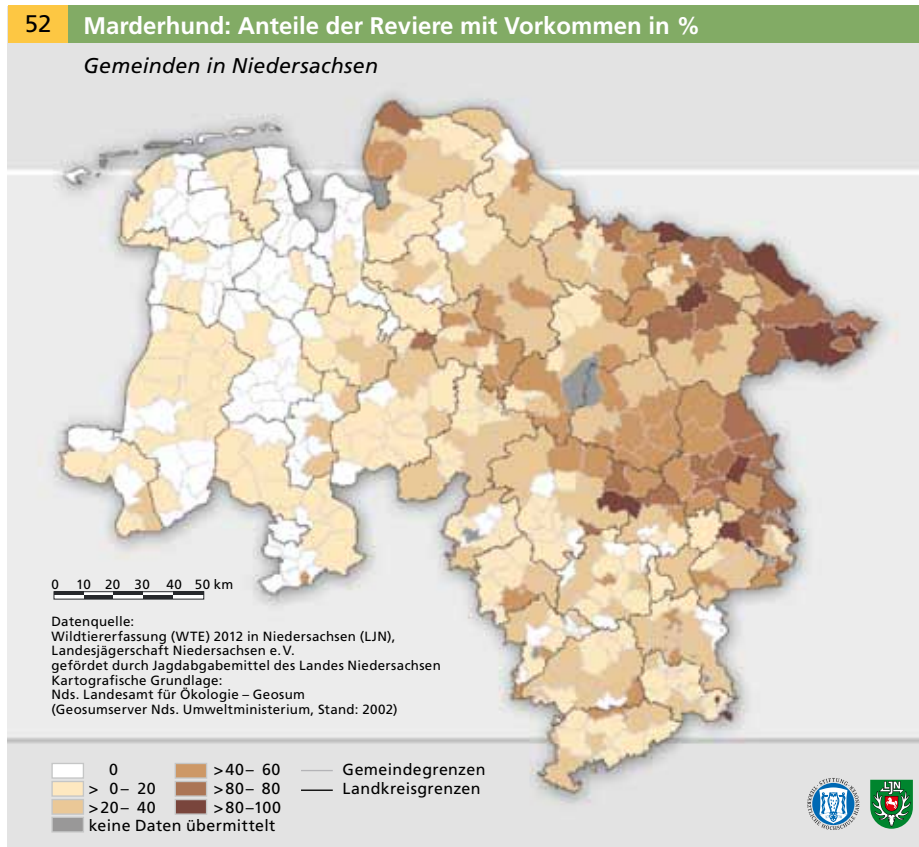 52 Marderhund: Anteile der Reviere mit Vorkommen in %
Gemeinden in Niedersachsen
0 10 20 30 40 50 km
Datenquelle:
Wildtiererfassung (WTE) 2012 in Niedersachsen (LJN),
Landesjägerschaft Niedersachsen e. V.
gefördert durch Jagdabgabemittel des Landes Niedersachsen
Kartografische Grundlage:
Nds. Landesamt für Ökologie – Geosum
(Geosumserver Nds. Umweltministerium, Stand: 2002)
0
> 0– 20
>20– 40
keine Daten übermittelt
>40– 60
>80– 80
>80–100
Gemeindegrenzen
Landkreisgrenzen
LJN